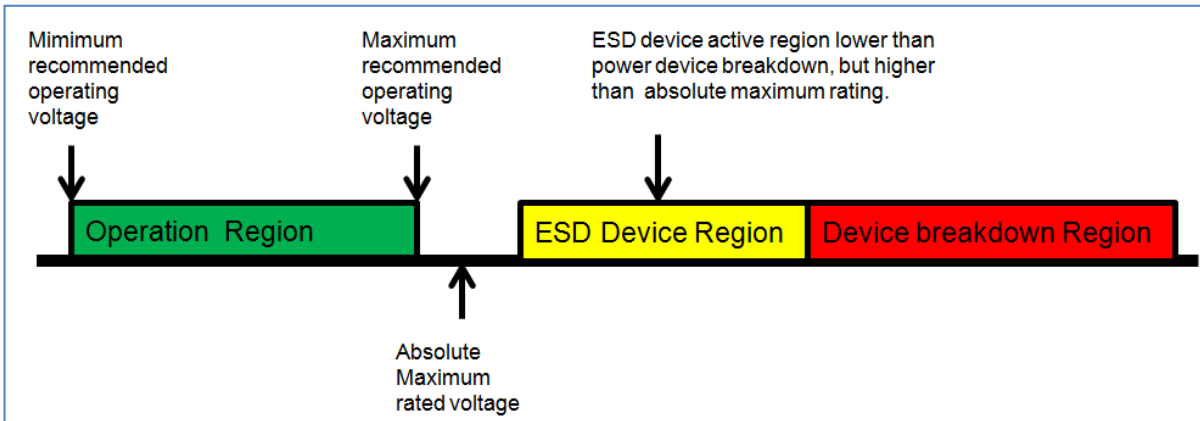 Mimimum
recommended
operating
voltage
Maximum
recommended
operating
voltage
ESD device active region lower than
power device breakdown, but higher
than absolute maximum rating.
Operation Region
ESD Device Region
Device breakdown Region
Absolute
Maximum
rated voltage